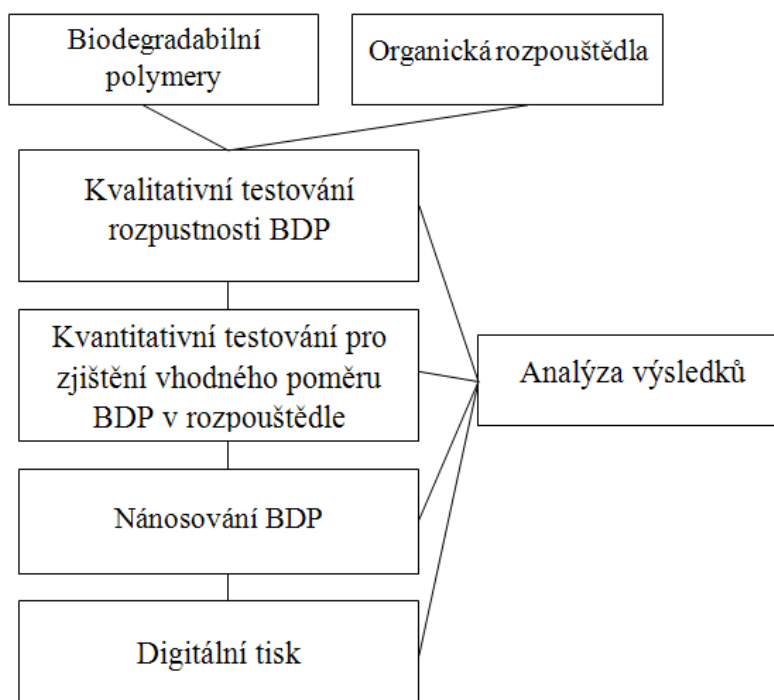 Biodegradabilní
polymery
Organická rozpouštědla
Kvalitativní testování
rozpustnosti BDP
Kvantitativní testování pro
zjištění vhodného poměru
BDP v rozpouštědle
Analýza výsledků
Nánosování BDP
Digitální tisk